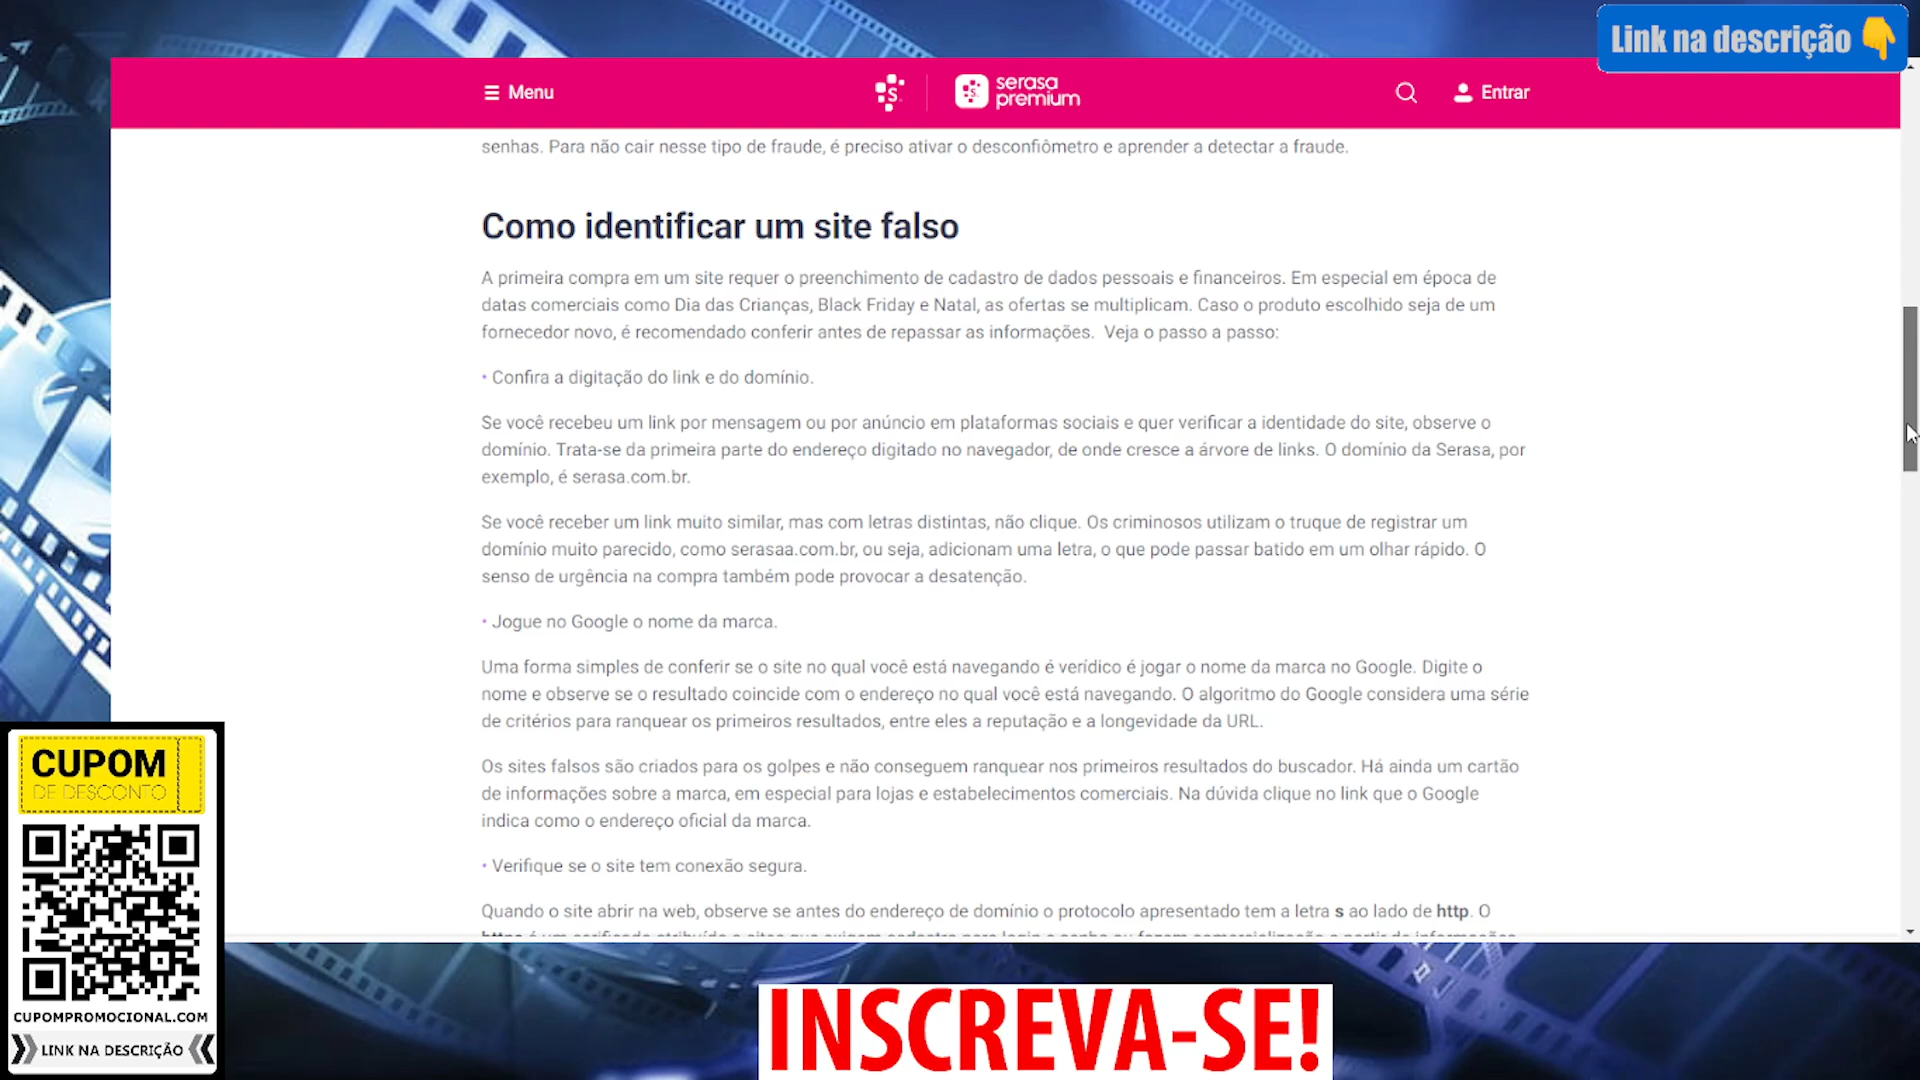 Link na descrição
Menu
S
S
serasa
premium
Entrar
senhas. Para não cair nesse tipo de fraude, é preciso ativar o desconfiômetro e aprender a detectar a fraude.
Como identificar um site falso
A primeira compra em um site requer o preenchimento de cadastro de dados pessoais e financeiros. Em especial em época de
datas comerciais como Dia das Crianças, Black Friday e Natal, as ofertas se multiplicam. Caso o produto escolhido seja de um
fornecedor novo, é recomendado conferir antes de repassar as informações. Veja o passo a passo:
• Confira a digitação do link e do domínio.
Se você recebeu um link por mensagem ou por anúncio em plataformas sociais e quer verificar a identidade do site, observe o
domínio. Trata-se da primeira parte do endereço digitado no navegador, de onde cresce a árvore de links. O domínio da Serasa, por
exemplo, é serasa.com.br.
Se você receber um link muito similar, mas com letras distintas, não clique. Os criminosos utilizam o truque de registrar um
domínio muito parecido, como serasaa.com.br, ou seja, adicionam uma letra, o que pode passar batido em um olhar rápido. O
senso de urgência na compra também pode provocar a desatenção.
• Jogue no Google o nome da marca.
Uma forma simples de conferir se o site no qual você está navegando é verídico é jogar o nome da marca no Google. Digite o
nome e observe se o resultado coincide com o endereço no qual você está navegando. O algoritmo do Google considera uma série
de critérios para ranquear os primeiros resultados, entre eles a reputação e a longevidade da URL.
Os sites falsos são criados para os golpes e não conseguem ranquear nos primeiros resultados do buscador. Há ainda um cartão
de informações sobre a marca, em especial para lojas e estabelecimentos comerciais. Na dúvida clique no link que o Google
indica como o endereço oficial da marca.
• Verifique se o site tem conexão segura.
Quando o site abrir na web, observe se antes do endereço de domínio o protocolo apresentado tem a letra s ao lado de http. O
CUPOM
DE DESCONTO
CUPOMPROMOCIONAL.COM
LINK NA DESCRIÇÃO
INSCREVA-SE!